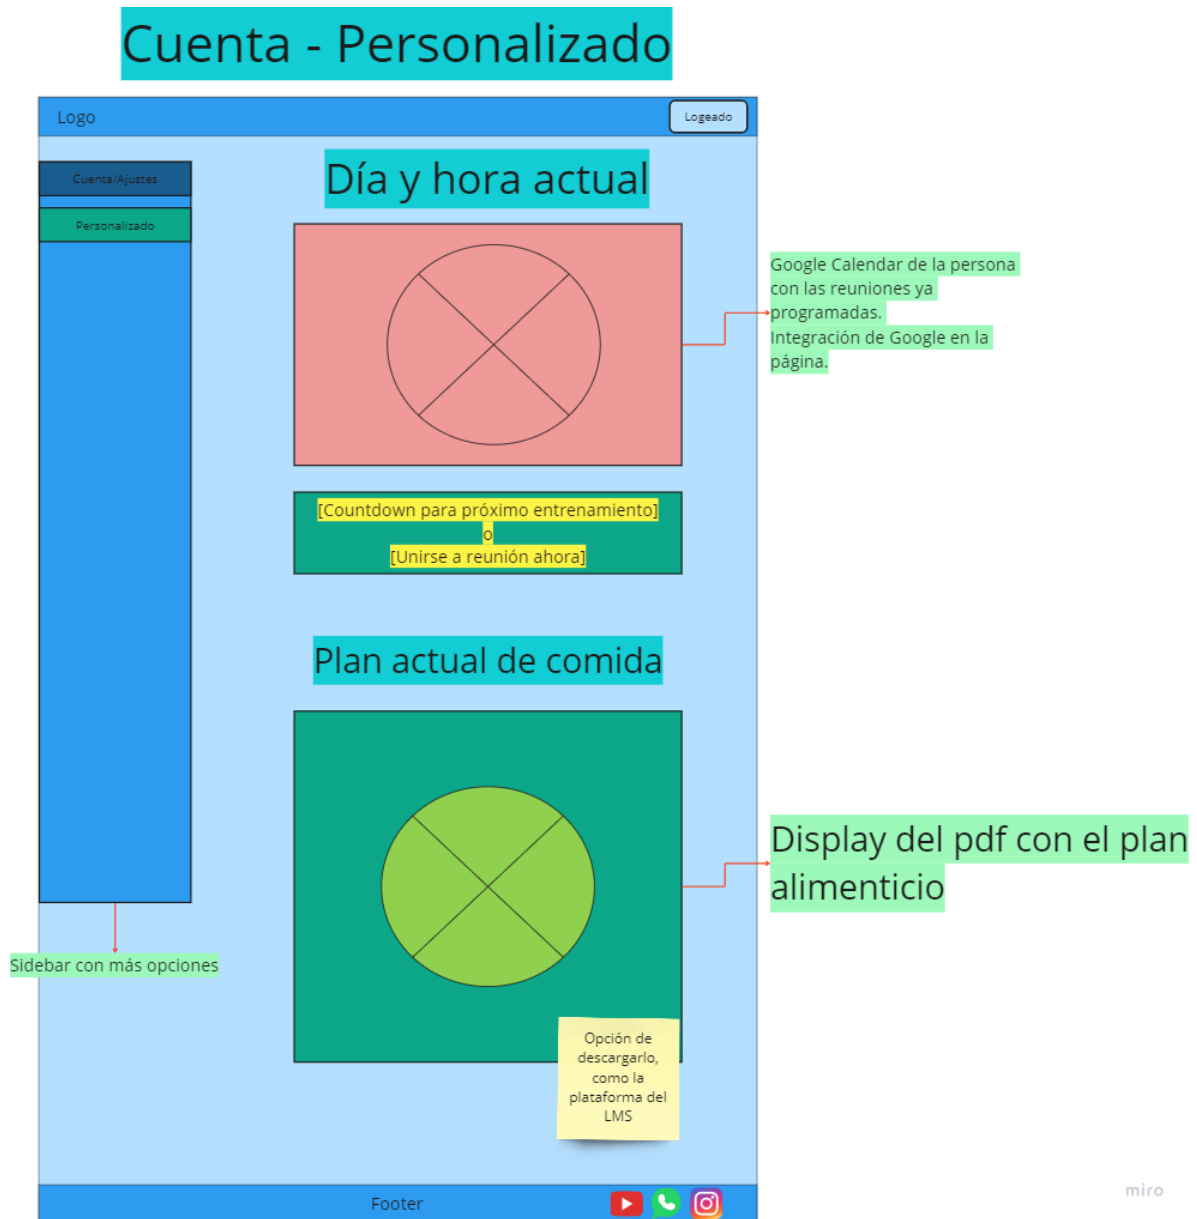 Cuenta - Personalizado
Logo
Logeado
Cuenta/Ajustes
Personalizado
Día y hora actual
Google Calendar de la persona
con las reuniones ya
programadas.
Integración de Google en la
página.
[Countdown para próximo entrenamiento]
o
[Unirse a reunión ahora]
Plan actual de comida
Display del pdf con el plan
alimenticio
Sidebar con más opciones
Opción de
descargarlo,
como la
plataforma del
LMS
Footer
miro